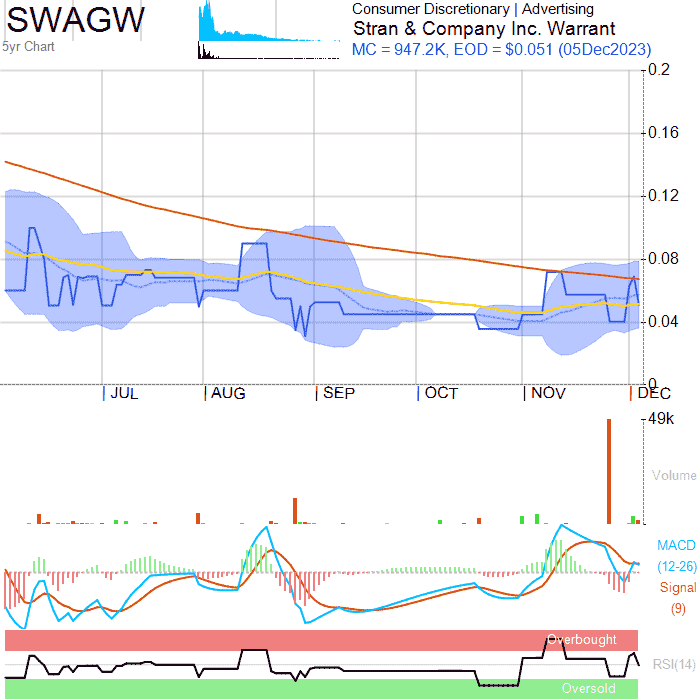 SWAGW
5yr Chart
Consumer Discretionary | Advertising
Stran & Company Inc. Warrant
MC = 947.2K, EOD = $0.051 (05Dec2023)
0.2
0.16
0.12
0.08
0.04
0
JUL AUG SEP OCT NOV DEC
49k
Volume
MACD
(12-26)
Signal
(9)
Overbought
RSI(14)
Oversold